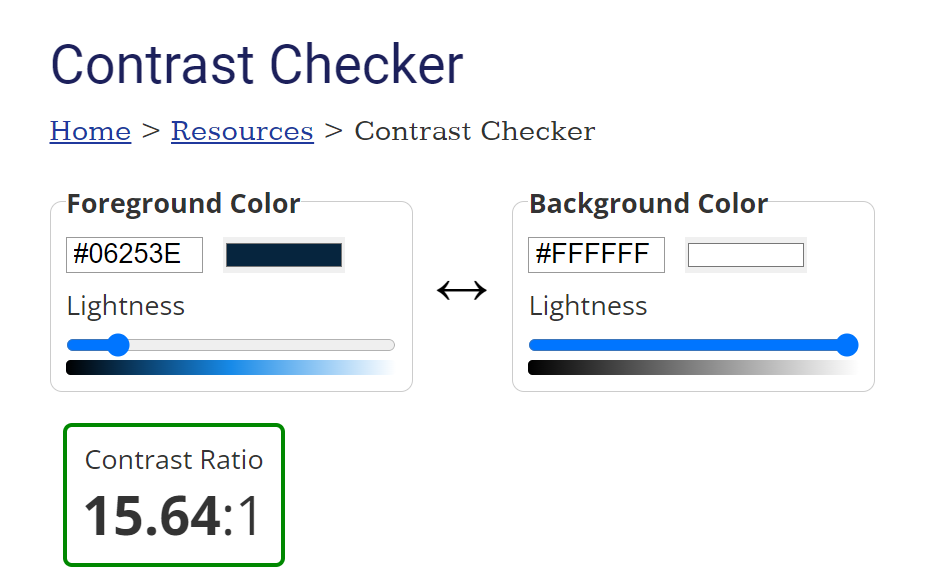 Contrast Checker
Home > Resources > Contrast Checker
Foreground Color
#06253E
Lightness
Background Color
#FFFFFF
Lightness
Contrast Ratio
15.64:1